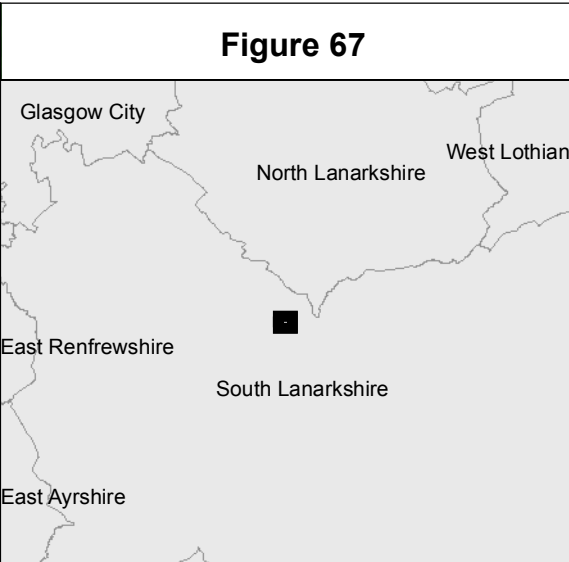 Figure 67
Glasgow City
West Lothian
North Lanarkshire
East Renfrewshire
South Lanarkshire
East Ayrshire